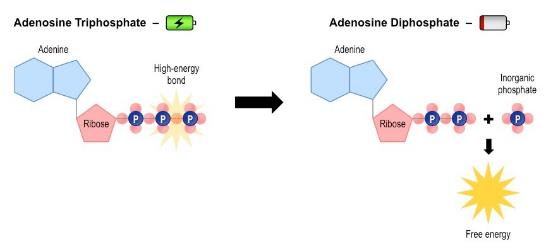 Adenosine Triphosphate –
Adenosine Diphosphate –
Adenine
High-energy
bond
Ribose
P
P
P
Adenine
Inorganic
phosphate
Ribose
P
P
+
P
Free energy